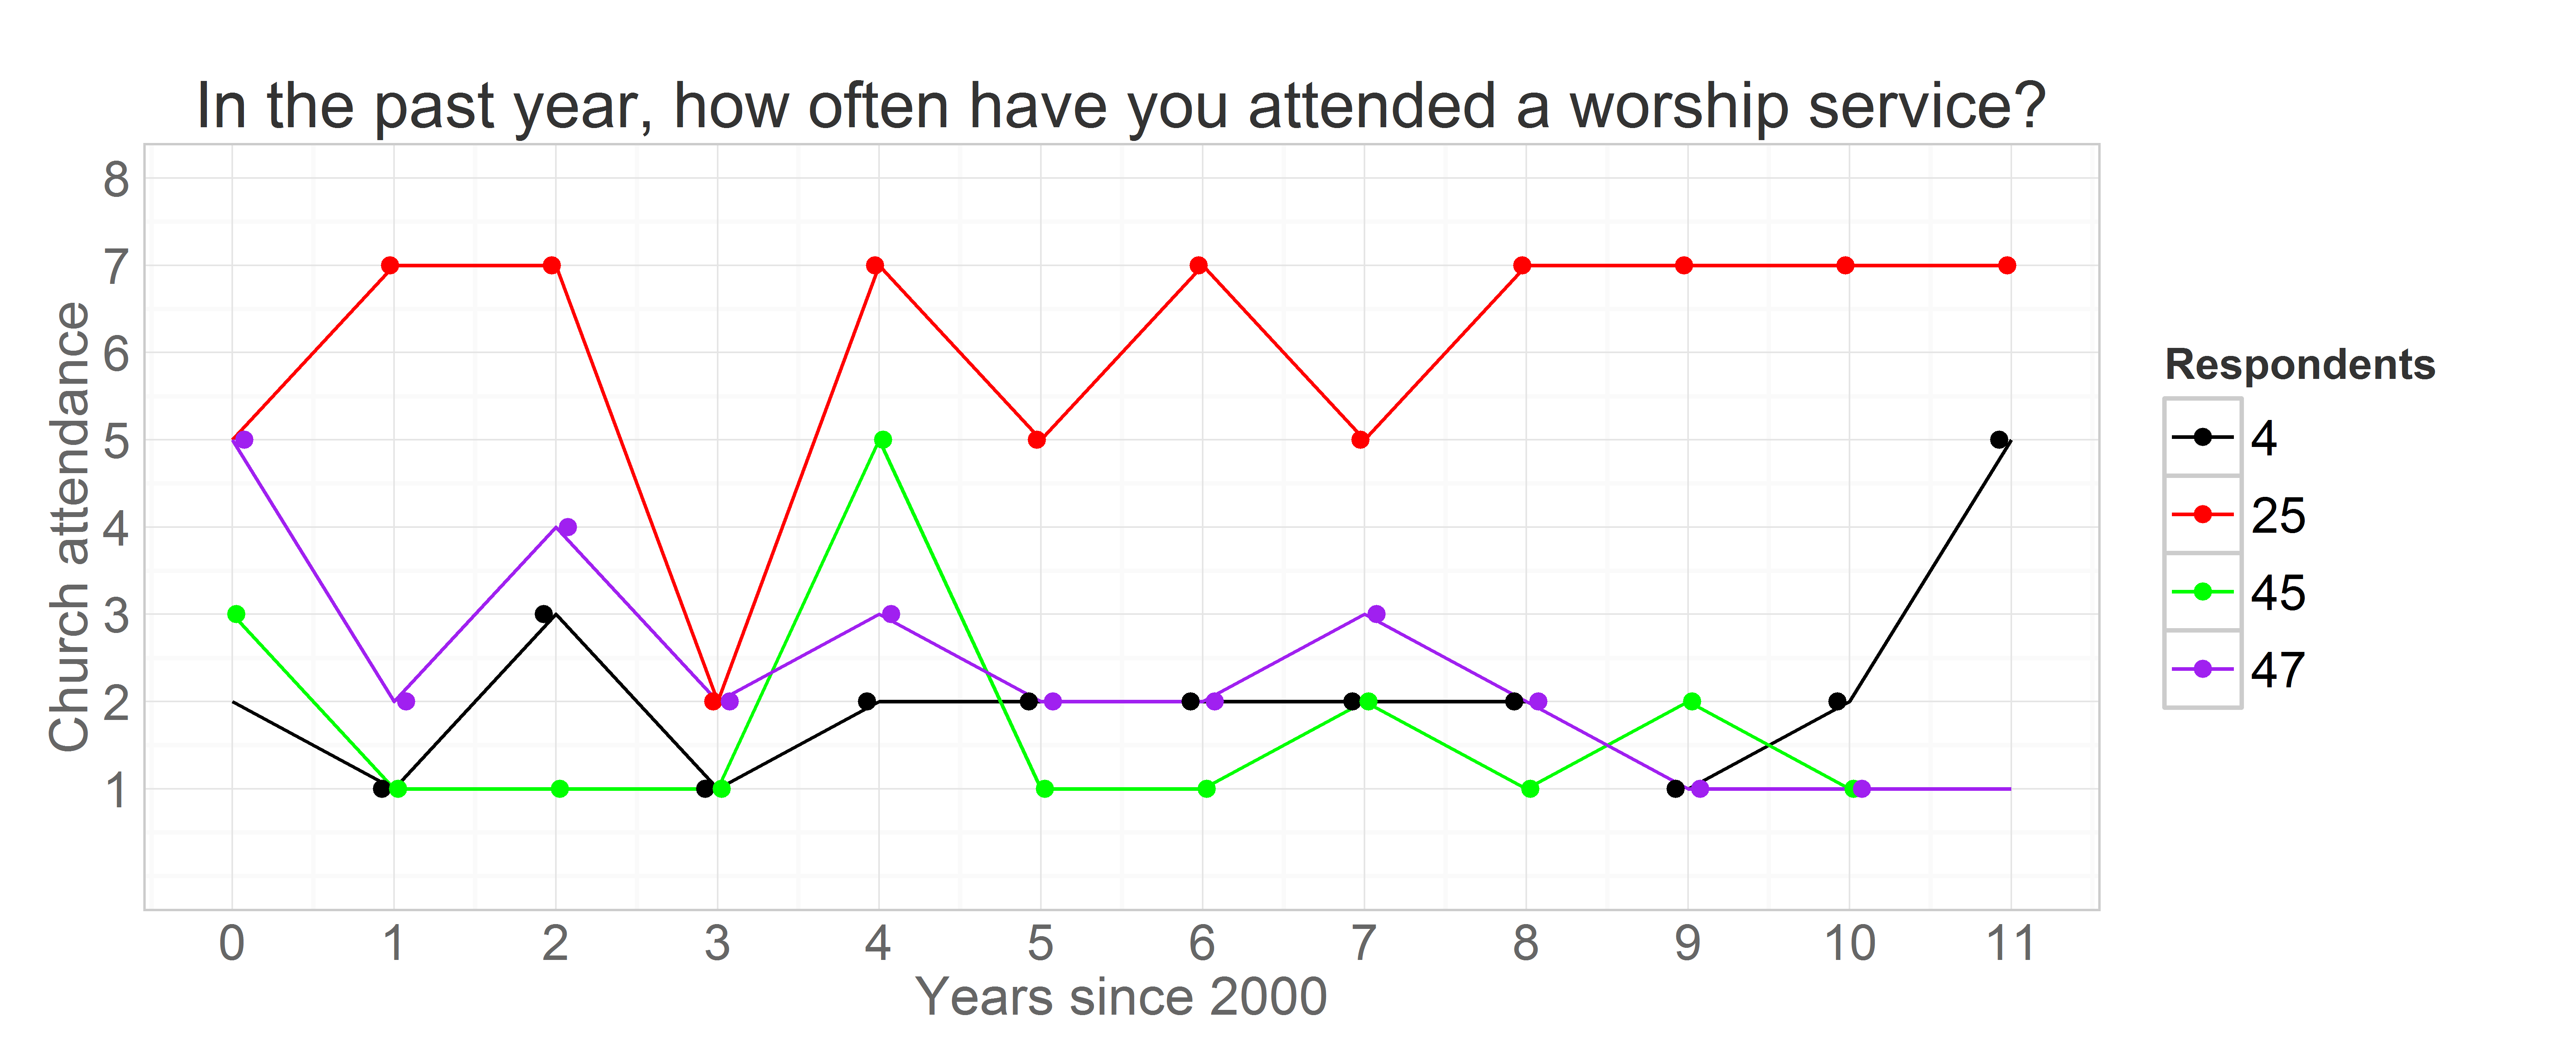 In the past year, how often have you attended a worship service?
Church attendance
8
7
6
5
4
3
2
1
0 1 2 3 4 5 6 7 8 9 10 11
Years since 2000
Respondents
4
25
45
47